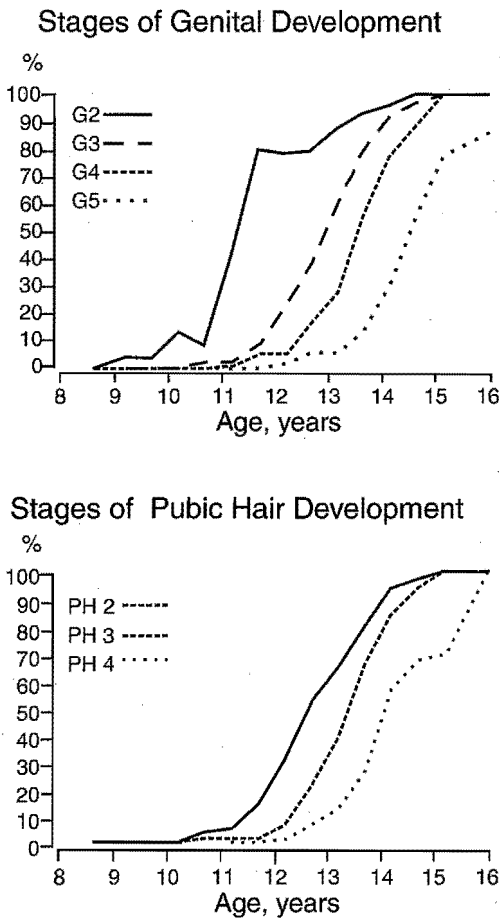 Stages of Genital Development
%
100
90
80
70
60
50
40
30
20
10
0
G2
G3
G4
G5
8 9 10 11 12 13 14 15 16
Age, years
Stages of Pubic Hair Development
%
100
90
80
70
60
50
40
30
20
10
0
PH 2
PH 3
PH 4
8 9 10 11 12 13 14 15 16
Age, years